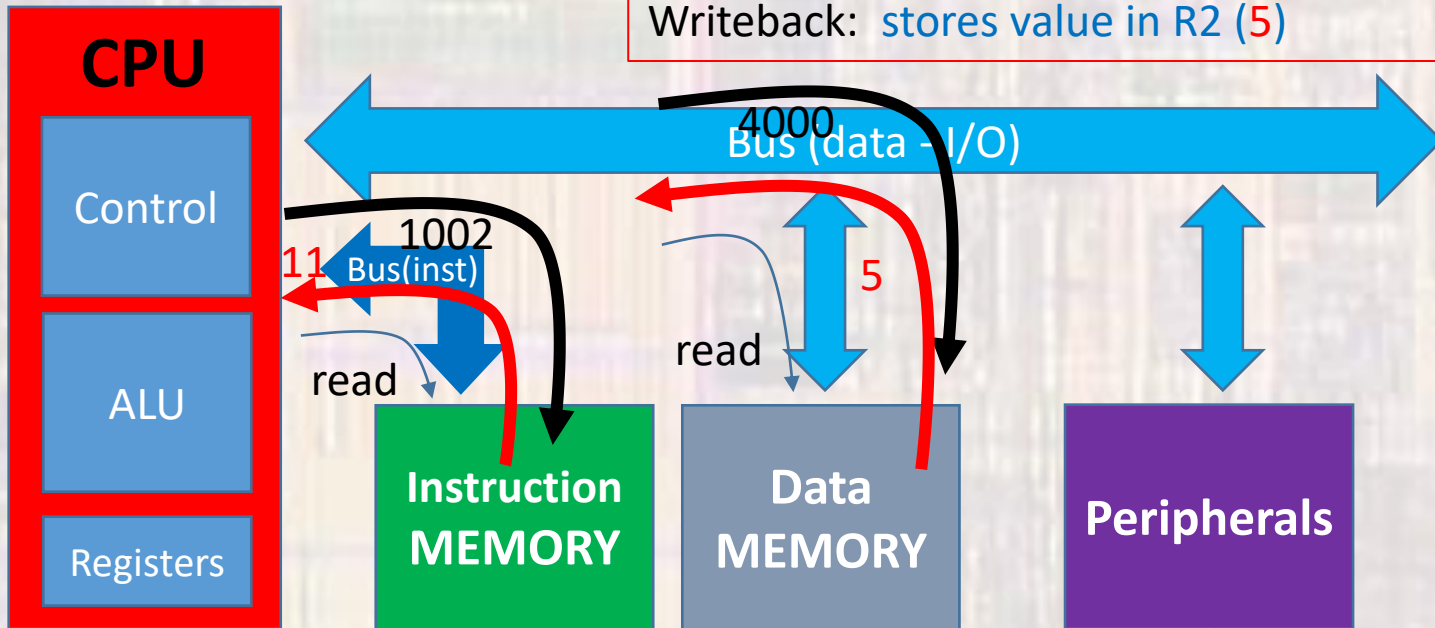 Writeback: stores value in R2 (5)
CPU
4000
Bus (data - I/O)
Control
1002
11
Bus(inst)
5
read
read
ALU
Instruction
MEMORY
Data
MEMORY
Peripherals
Registers